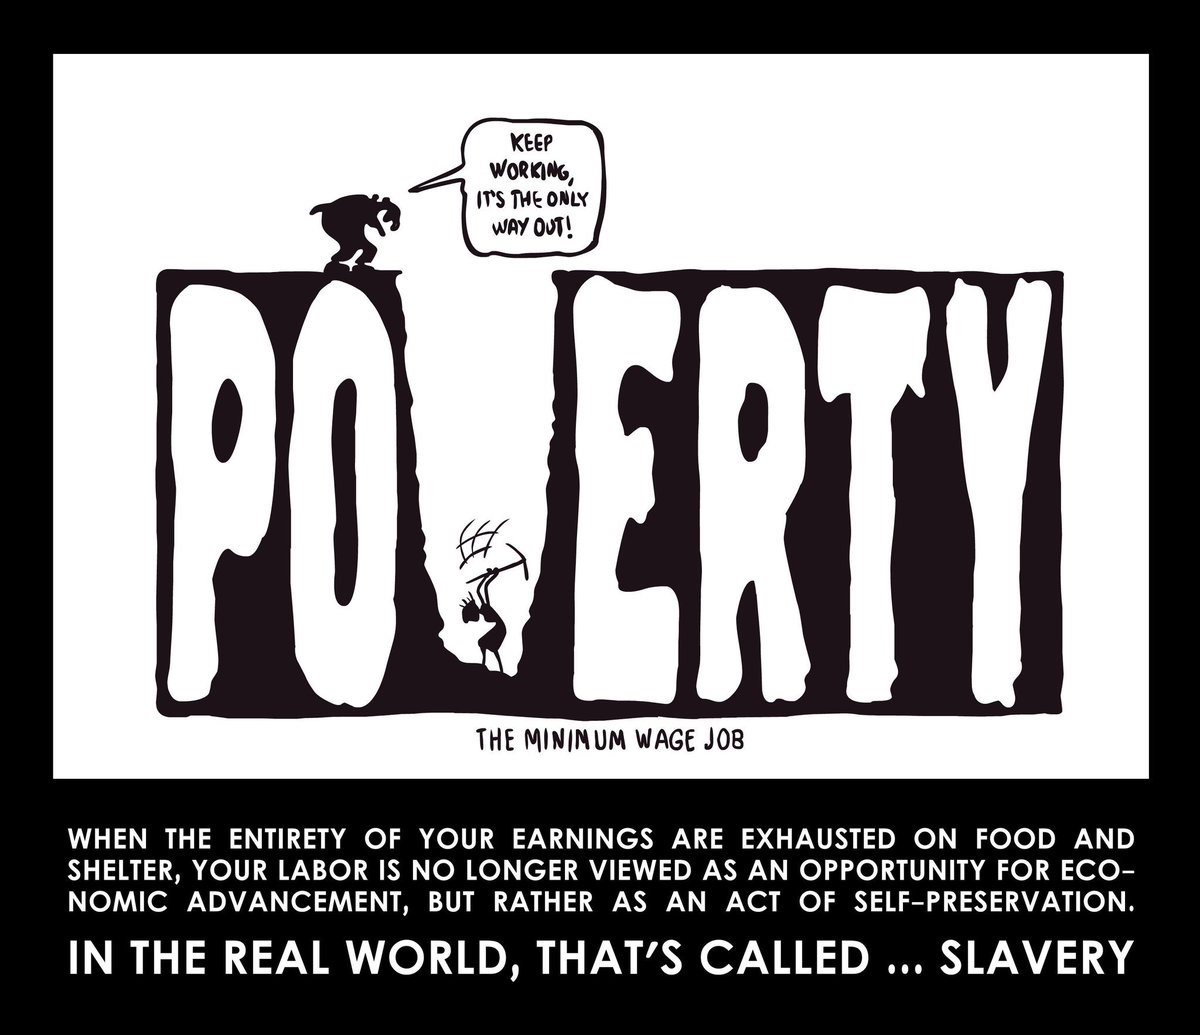 KEEP
WORKING,
IT'S THE ONLY
WAY OUT!
POVERTY
THE MINIMUM WAGE JOB
WHEN THE ENTIRETY OF YOUR EARNINGS ARE EXHAUSTED ON FOOD AND
SHELTER, YOUR LABOR IS NO LONGER VIEWED AS AN OPPORTUNITY FOR ECO-
NOMIC ADVANCEMENT, BUT RATHER AS AN ACT OF SELF-PRESERVATION.
IN THE REAL WORLD, THAT'S CALLED ... SLAVERY